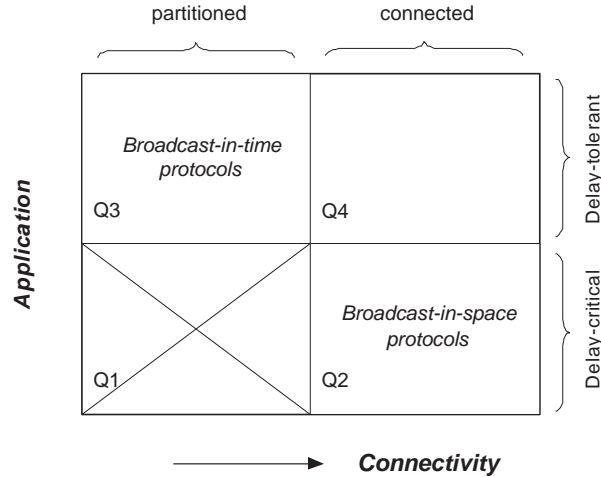 partitioned
connected
Broadcast-in-time
protocols
Q3
Q4
Delay-tolerant
Application
Broadcast-in-space
protocols
Q1
Q2
Delay-critical
Connectivity